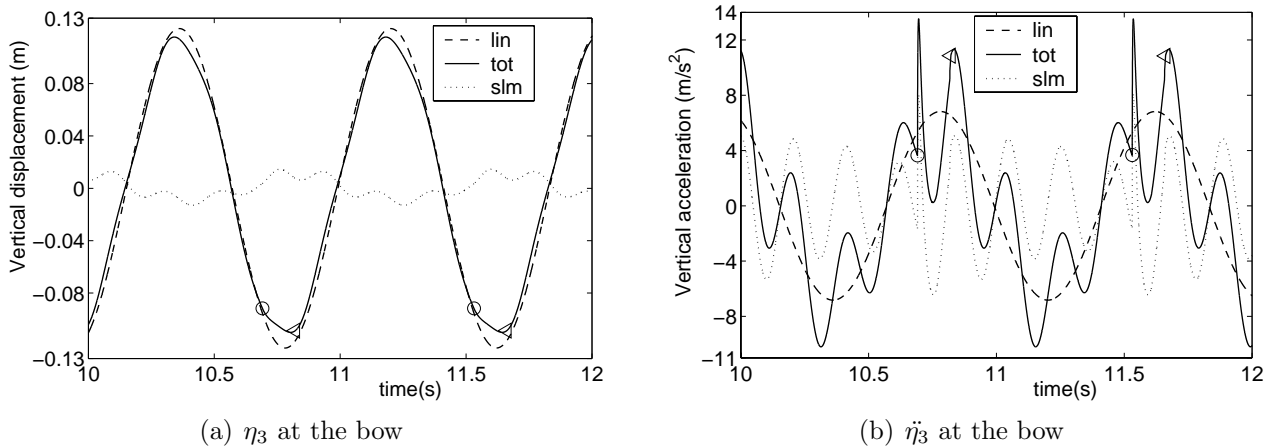 0.13
0.08
0.04
0
−0.04
−0.08
−0.13
Vertical displacement (m)
lin
tot
slm
10
10.5
11
11.5
12
time(s)
(a) η₃ at the bow
14
12
8
4
0
−4
−8
−11
Vertical acceleration (m/s²)
lin
tot
slm
10
10.5
11
11.5
12
time(s)
(b) η̈₃ at the bow